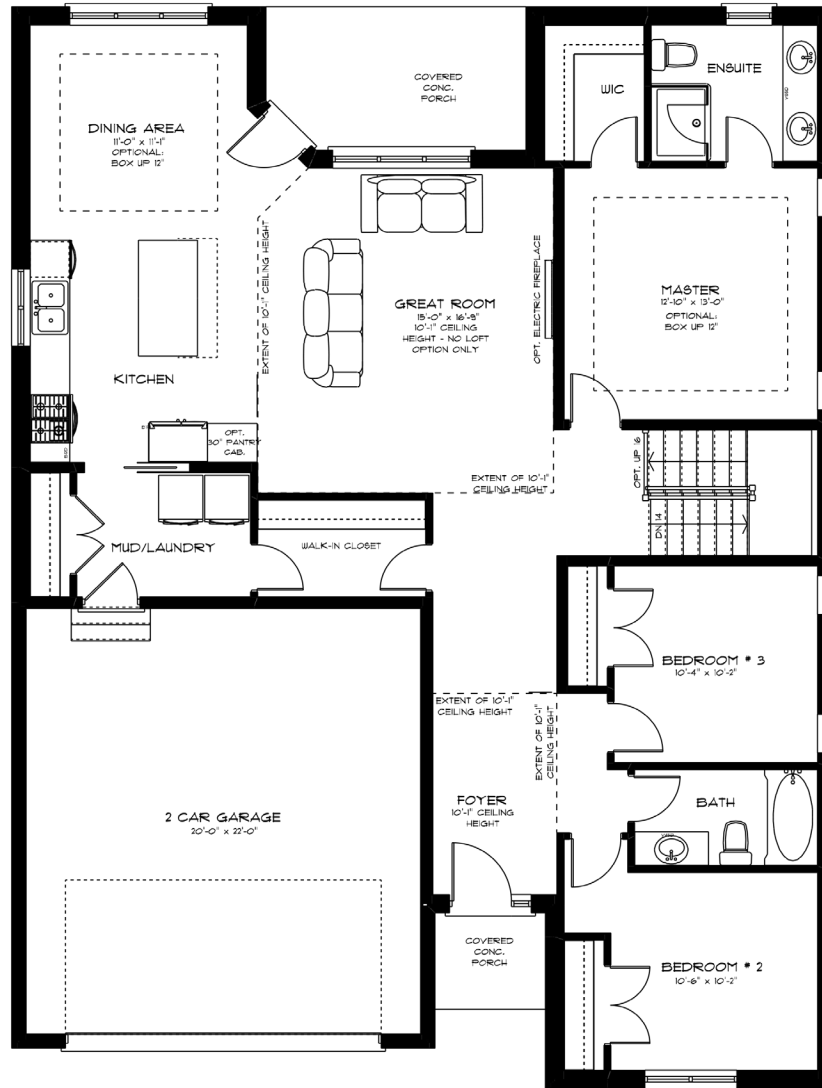 COVERED
CONC.
PORCH
DINING AREA
11'-0" x 11'-1"
OPTIONAL:
BOX UP 12"
WIC
ENSUITE
EXTENT OF 10'-1" CEILING HEIGHT
GREAT ROOM
15'-0" x 16'-9"
10'-1" CEILING
HEIGHT - NO LOFT
OPTION ONLY
OPT. ELECTRIC FIREPLACE
MASTER
12'-10" x 13'-0"
OPTIONAL:
BOX UP 12"
KITCHEN
OPT.
30" PANTRY
CAB.
EXTENT OF 10'-1"
CEILING HEIGHT
OPT. UP 16
DN 14
MUD/LAUNDRY
WALK-IN CLOSET
BEDROOM # 3
10'-4" x 10'-2"
EXTENT OF 10'-1"
CEILING HEIGHT
EXTENT OF 10'-1"
CEILING HEIGHT
2 CAR GARAGE
20'-0" x 22'-0"
FOYER
10'-1" CEILING
HEIGHT
BATH
COVERED
CONC.
PORCH
BEDROOM # 2
10'-6" x 10'-2"